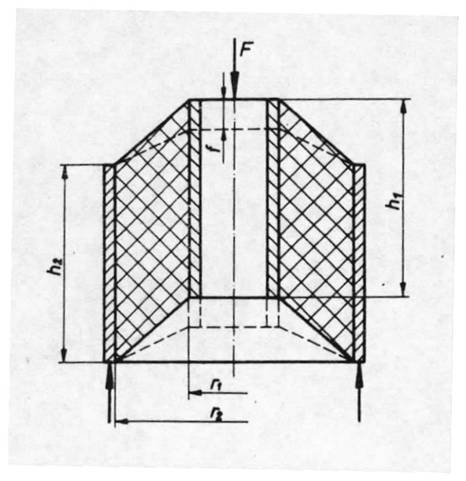 F
f
h₁
h₂
r₁
r₂